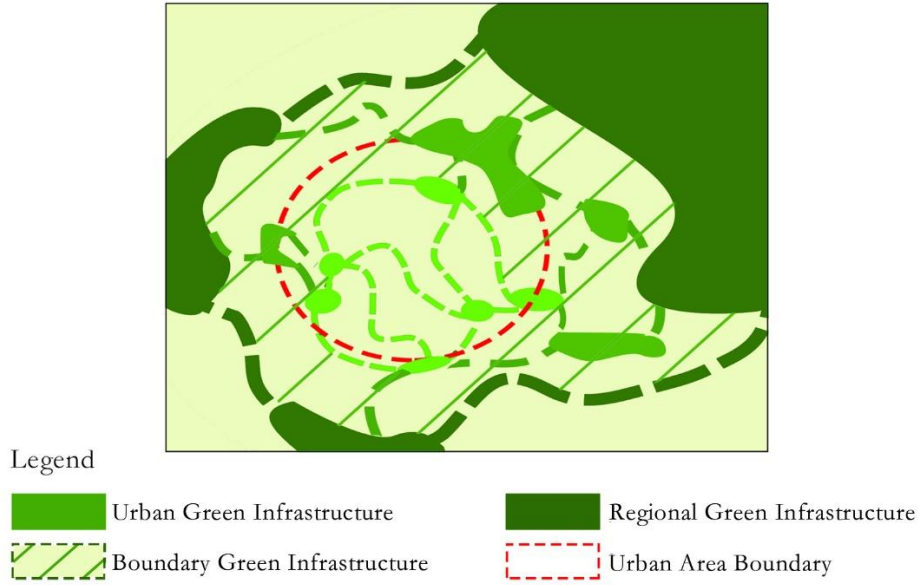 Legend
Urban Green Infrastructure
Regional Green Infrastructure
Boundary Green Infrastructure
Urban Area Boundary